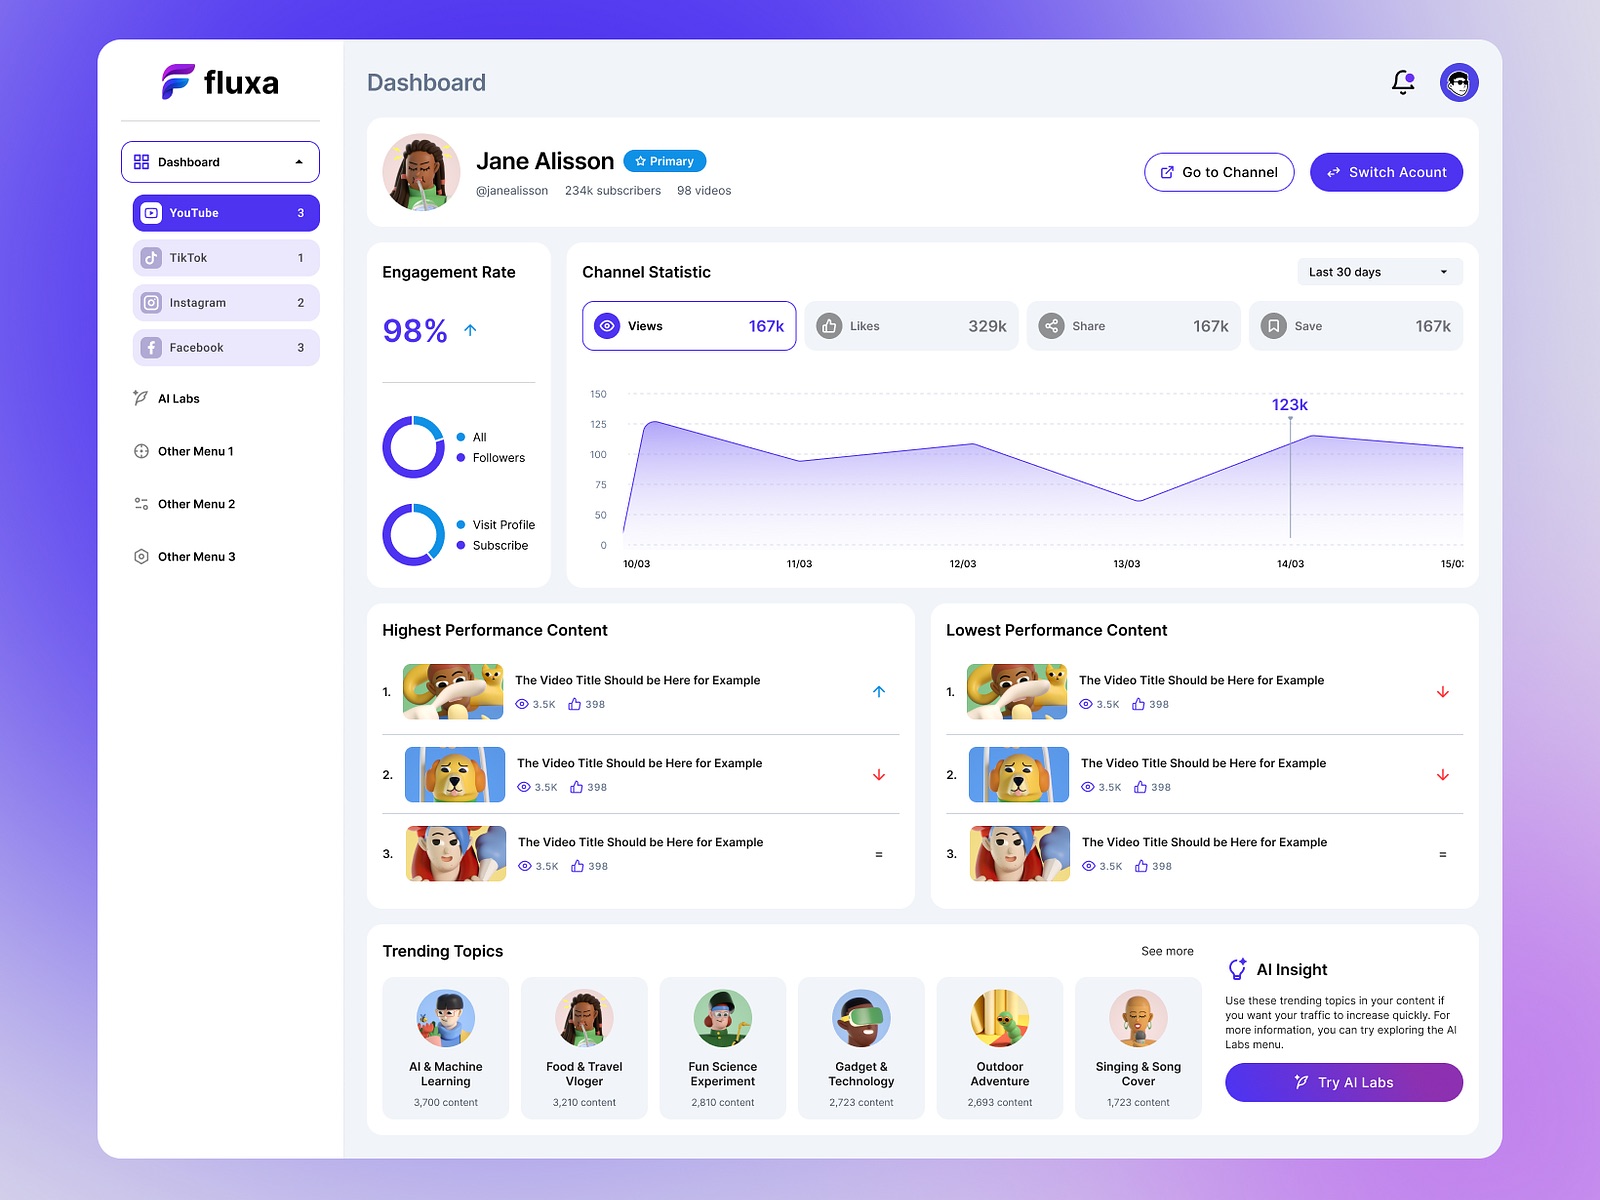 fluxa
Dashboard
YouTube 3
TikTok 1
Instagram 2
Facebook 3
AI Labs
Other Menu 1
Other Menu 2
Other Menu 3
Dashboard
Jane Alisson
Primary
@janealisson 234k subscribers 98 videos
Go to Channel
Switch Acount
Engagement Rate
98%
All
Followers
Visit Profile
Subscribe
Channel Statistic
Last 30 days
Views 167k
Likes 329k
Share 167k
Save 167k
150
125
100
75
50
0
123k
10/03 11/03 12/03 13/03 14/03 15/0
Highest Performance Content
1. The Video Title Should be Here for Example
3.5K 398
2. The Video Title Should be Here for Example
3.5K 398
3. The Video Title Should be Here for Example
3.5K 398
=
Lowest Performance Content
1. The Video Title Should be Here for Example
3.5K 398
2. The Video Title Should be Here for Example
3.5K 398
3. The Video Title Should be Here for Example
3.5K 398
=
Trending Topics
See more
AI & Machine
Learning
3,700 content
Food & Travel
Vloger
3,210 content
Fun Science
Experiment
2,810 content
Gadget &
Technology
2,723 content
Outdoor
Adventure
2,693 content
Singing & Song
Cover
1,723 content
AI Insight
Use these trending topics in your content if
you want your traffic to increase quickly. For
more information, you can try exploring the AI
Labs menu.
Try AI Labs